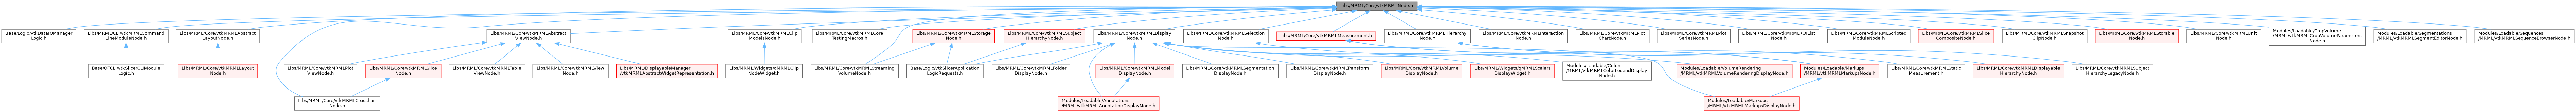 Libs/MRML/Core/vtkMRMLNode.h
Base/Logic/vtkDataIOManager
Logic.h
Libs/MRML/CLI/vtkMRMLCommand
LineModuleNode.h
Libs/MRML/Core/vtkMRMLAbstract
LayoutNode.h
Libs/MRML/Core/vtkMRMLAbstract
ViewNode.h
Libs/MRML/Core/vtkMRMLClip
ModelsNode.h
Libs/MRML/Core/vtkMRMLCore
TestingMacros.h
Libs/MRML/Core/vtkMRMLStorage
Node.h
Libs/MRML/Core/vtkMRMLSubject
HierarchyNode.h
Libs/MRML/Core/vtkMRMLDisplay
Node.h
Libs/MRML/Core/vtkMRMLSelection
Node.h
Libs/MRML/Core/vtkMRMLMeasurement.h
Libs/MRML/Core/vtkMRMLHierarchy
Node.h
Libs/MRML/Core/vtkMRMLInteraction
Node.h
Libs/MRML/Core/vtkMRMLPlot
ChartNode.h
Libs/MRML/Core/vtkMRMLPlot
SeriesNode.h
Libs/MRML/Core/vtkMRMLROIList
Node.h
Libs/MRML/Core/vtkMRMLScripted
ModuleNode.h
Libs/MRML/Core/vtkMRMLSlice
CompositeNode.h
Libs/MRML/Core/vtkMRMLSnapshot
ClipNode.h
Libs/MRML/Core/vtkMRMLStorable
Node.h
Libs/MRML/Core/vtkMRMLUnit
Node.h
Modules/Loadable/CropVolume
/MRML/vtkMRMLCropVolumeParameters
Node.h
Modules/Loadable/Segmentations
/MRML/vtkMRMLSegmentEditorNode.h
Modules/Loadable/Sequences
/MRML/vtkMRMLSequenceBrowserNode.h
Base/QTCLI/vtkSlicerCLIModule
Logic.h
Libs/MRML/Core/vtkMRMLLayout
Node.h
Libs/MRML/Core/vtkMRMLPlot
ViewNode.h
Libs/MRML/Core/vtkMRMLSlice
Node.h
Libs/MRML/Core/vtkMRMLTable
ViewNode.h
Libs/MRML/Core/vtkMRMLView
Node.h
Libs/MRML/DisplayableManager
/vtkMRMLAbstractWidgetRepresentation.h
Libs/MRML/Widgets/qMRMLClip
NodeWidget.h
Libs/MRML/Core/vtkMRMLStreaming
VolumeNode.h
Base/Logic/vtkSlicerApplication
LogicRequests.h
Libs/MRML/Core/vtkMRMLFolder
DisplayNode.h
Libs/MRML/Core/vtkMRMLModel
DisplayNode.h
Libs/MRML/Core/vtkMRMLSegmentation
DisplayNode.h
Libs/MRML/Core/vtkMRMLTransform
DisplayNode.h
Libs/MRML/Core/vtkMRMLVolume
DisplayNode.h
Libs/MRML/Widgets/qMRMLScalars
DisplayWidget.h
Modules/Loadable/Colors
/MRML/vtkMRMLColorLegendDisplay
Node.h
Modules/Loadable/VolumeRendering
/MRML/vtkMRMLVolumeRenderingDisplayNode.h
Modules/Loadable/Markups
/MRML/vtkMRMLMarkupsNode.h
Libs/MRML/Core/vtkMRMLStatic
Measurement.h
Libs/MRML/Core/vtkMRMLDisplayable
HierarchyNode.h
Libs/MRML/Core/vtkMRMLSubject
HierarchyLegacyNode.h
Libs/MRML/Core/vtkMRMLCrosshair
Node.h
Modules/Loadable/Annotations
/MRML/vtkMRMLAnnotationDisplayNode.h
Modules/Loadable/Markups
/MRML/vtkMRMLMarkupsDisplayNode.h